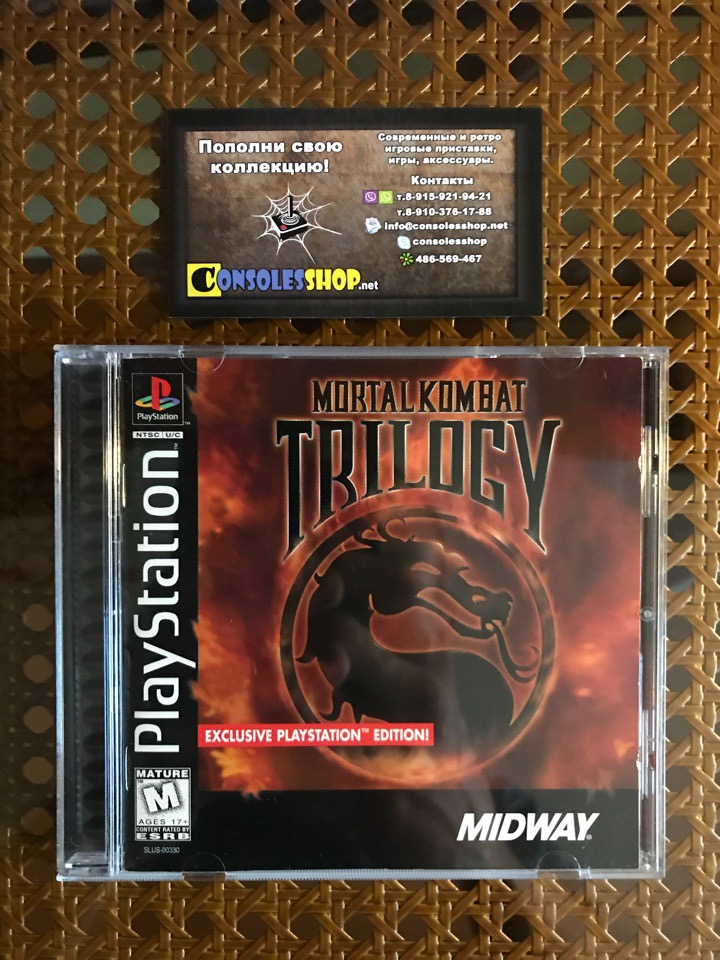 Пополни свою
коллекцию!
Современные и ретро
игровые приставки,
игры, аксессуары.
Контакты
т.8-915-921-94-21
т.8-910-376-17-88
info@consolesshop.net
consolesshop
486-569-467
CONSOLESSHOP.net
PlayStation
NTSC U/C
PlayStation™
MORTAL KOMBAT
TRILOGY
EXCLUSIVE PLAYSTATION™ EDITION!
MATURE
M
AGES 17+
CONTENT RATED BY
ESRB
SLUS-00330
MIDWAY